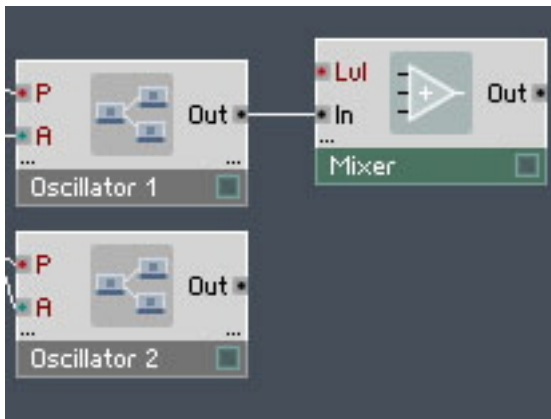 P
A
Out
...
...
Oscillator 1
Lvl
In
Out
...
Mixer
P
A
Out
...
...
Oscillator 2